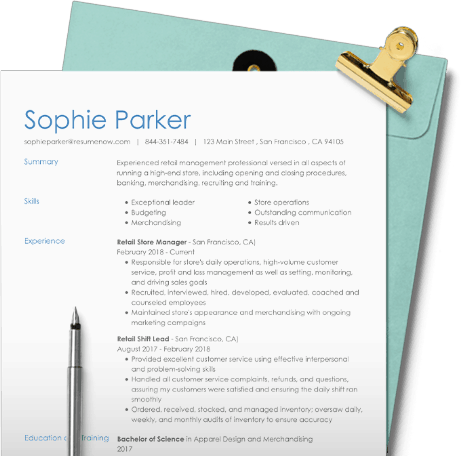 Sophie Parker
sophieparker@resumenow.com | 844-351-7484 | 123 Main Street , San Francisco , CA 94105
Summary
Experienced retail management professional versed in all aspects of
running a high-end store, including opening and closing procedures,
banking, merchandising, recruiting and training.
Skills
• Exceptional leader
• Budgeting
• Merchandising
• Store operations
• Outstanding communication
• Results driven
Experience
Retail Store Manager - San Francisco, CA)
February 2018 - Current
• Responsible for store's daily operations, high-volume customer
service, profit and loss management as well as setting, monitoring,
and driving sales goals
• Recruited, interviewed, hired, developed, evaluated, coached and
counseled employees
• Maintained store's appearance and merchandising with ongoing
marketing campaigns
Retail Shift Lead - San Francisco, CA)
August 2017 - February 2018
• Provided excellent customer service using effective interpersonal
and problem-solving skills
• Handled all customer service complaints, refunds, and questions,
assuring my customers were satisfied and ensuring the daily shift ran
smoothly
• Ordered, received, stocked, and managed inventory; oversaw daily,
weekly, and monthly audits of inventory to ensure accuracy
Education Training
Bachelor of Science in Apparel Design and Merchandising
2017